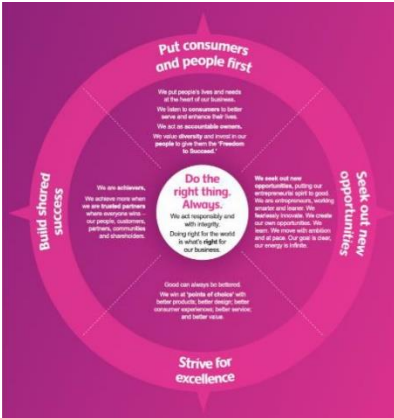 Put consumers
and people first
We put people's lives and needs
at the heart of our business.
We listen to consumers to better
serve and enhance their lives.
We act as accountable owners.
We value diversity and invest in our
people to give them the 'Freedom
to Succeed.'
Build shared
success
We are achievers,
We achieve more when
we are trusted partners
where everyone wins –
our people, customers,
partners, communities
and shareholders.
Do the
right thing.
Always.
We act responsibly and
with integrity.
Doing right for the world
is what's right for
our business.
We seek out new
opportunities, putting our
entrepreneurial spirit to good.
We are entrepreneurs, working
smarter and leaner. We
fearlessly innovate. We create
our own opportunities. We
learn. We move with ambition
and at pace. Our goal is clear,
our energy is infinite.
Seek out new
opportunities
Good can always be bettered.
We win at 'points of choice' with
better products; better design; better
consumer experiences; better service;
and better value.
Strive for
excellence